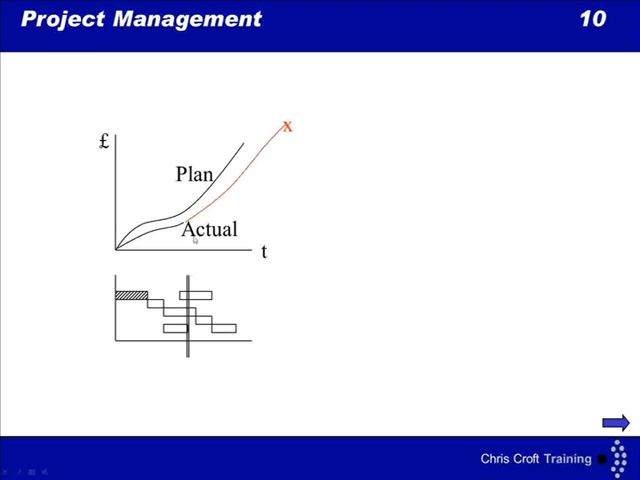 Project Management 10
x
£
Plan
Actual
t
Chris Croft Training